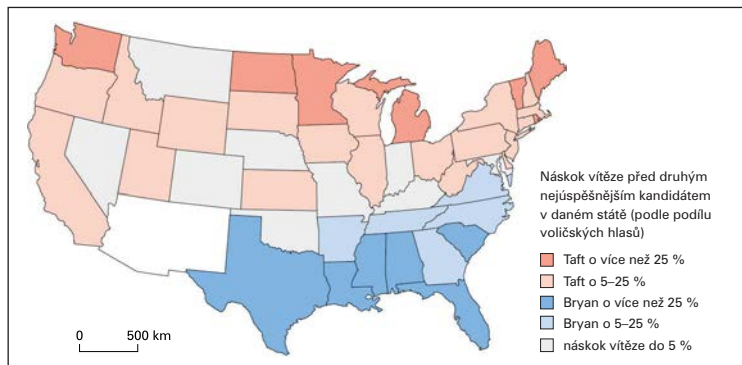 Náskok vítěze před druhým
nejúspěšnějším kandidátem
v daném státě (podle podílu
voličských hlasů)
Taft o více než 25 %
Taft o 5–25 %
Bryan o více než 25 %
Bryan o 5–25 %
náskok vítěze do 5 %
0 500 km